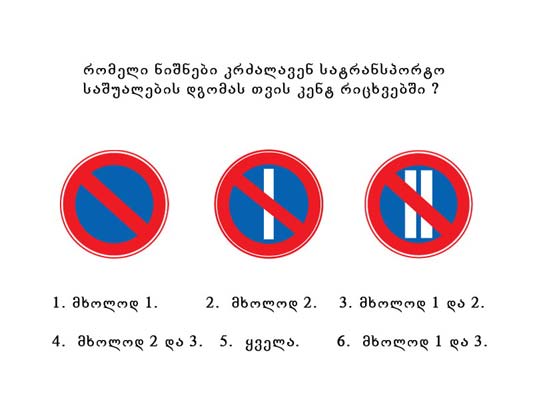 რომელი ნიშნები კრძალავენ სატრანსპორტო
საშუალების დგომას თვის კენტ რიცხვებში ?
1. მხოლოდ 1. 2. მხოლოდ 2. 3. მხოლოდ 1 და 2.
4. მხოლოდ 2 და 3. 5. ყველა. 6. მხოლოდ 1 და 3.